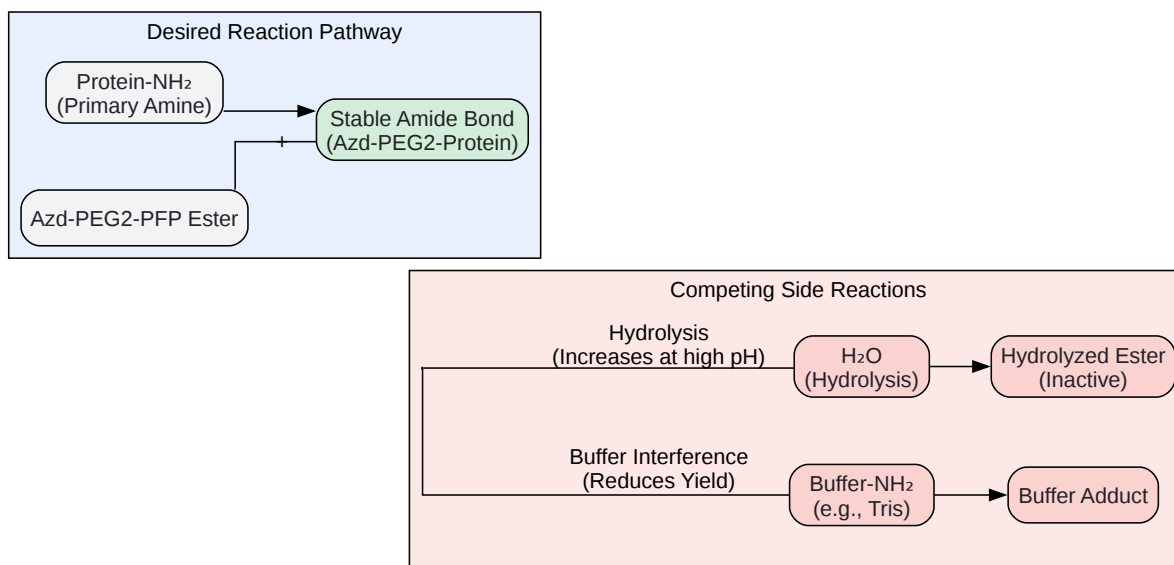 Desired Reaction Pathway
Protein-NH₂
(Primary Amine)
Stable Amide Bond
(Azd-PEG2-Protein)
+
Azd-PEG2-PFP Ester
Competing Side Reactions
Hydrolysis
(Increases at high pH)
H₂O
(Hydrolysis)
Hydrolyzed Ester
(Inactive)
Buffer Interference
(Reduces Yield)
Buffer-NH₂
(e.g., Tris)
Buffer Adduct